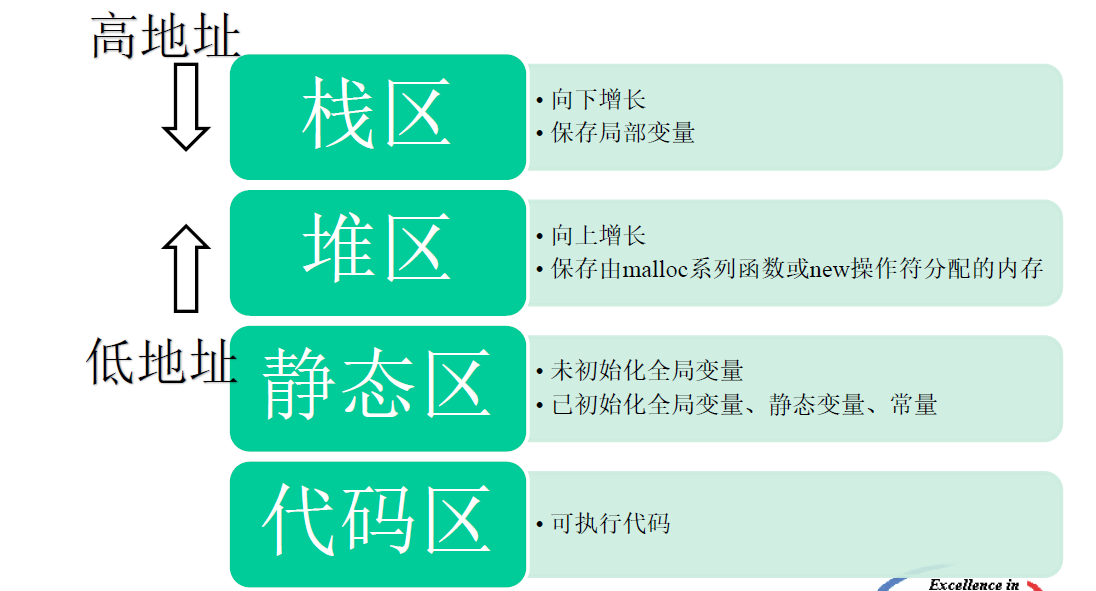 高地址
栈区
• 向下增长
• 保存局部变量
堆区
• 向上增长
• 保存由malloc系列函数或new操作符分配的内存
低地址
静态区
• 未初始化全局变量
• 已初始化全局变量、静态变量、常量
代码区
• 可执行代码
Excellence in